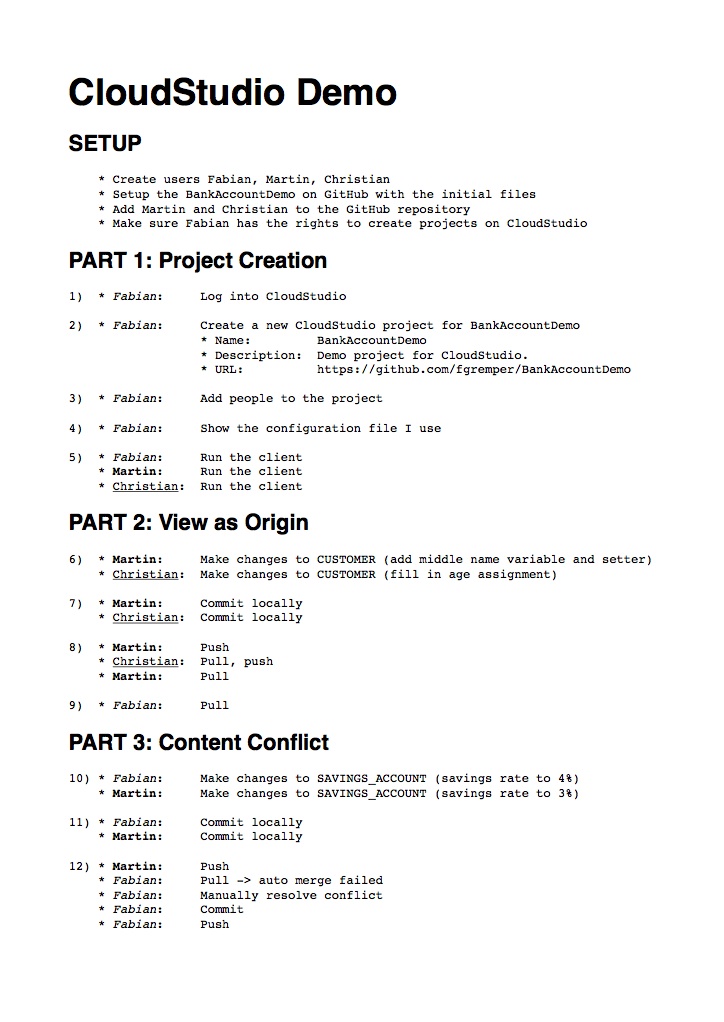 CloudStudio Demo
SETUP
* Create users Fabian, Martin, Christian
* Setup the BankAccountDemo on GitHub with the initial files
* Add Martin and Christian to the GitHub repository
* Make sure Fabian has the rights to create projects on CloudStudio
PART 1: Project Creation
1) * Fabian: Log into CloudStudio
2) * Fabian: Create a new CloudStudio project for BankAccountDemo
* Name: BankAccountDemo
* Description: Demo project for CloudStudio.
* URL: https://github.com/fgremper/BankAccountDemo
3) * Fabian: Add people to the project
4) * Fabian: Show the configuration file I use
5) * Fabian: Run the client
* Martin: Run the client
* Christian: Run the client
PART 2: View as Origin
6) * Martin: Make changes to CUSTOMER (add middle name variable and setter)
* Christian: Make changes to CUSTOMER (fill in age assignment)
7) * Martin: Commit locally
* Christian: Commit locally
8) * Martin: Push
* Christian: Pull, push
* Martin: Pull
9) * Fabian: Pull
PART 3: Content Conflict
10) * Fabian: Make changes to SAVINGS_ACCOUNT (savings rate to 4%)
* Martin: Make changes to SAVINGS_ACCOUNT (savings rate to 3%)
11) * Fabian: Commit locally
* Martin: Commit locally
12) * Martin: Push
* Fabian: Pull -> auto merge failed
* Fabian: Manually resolve conflict
* Fabian: Commit
* Fabian: Push